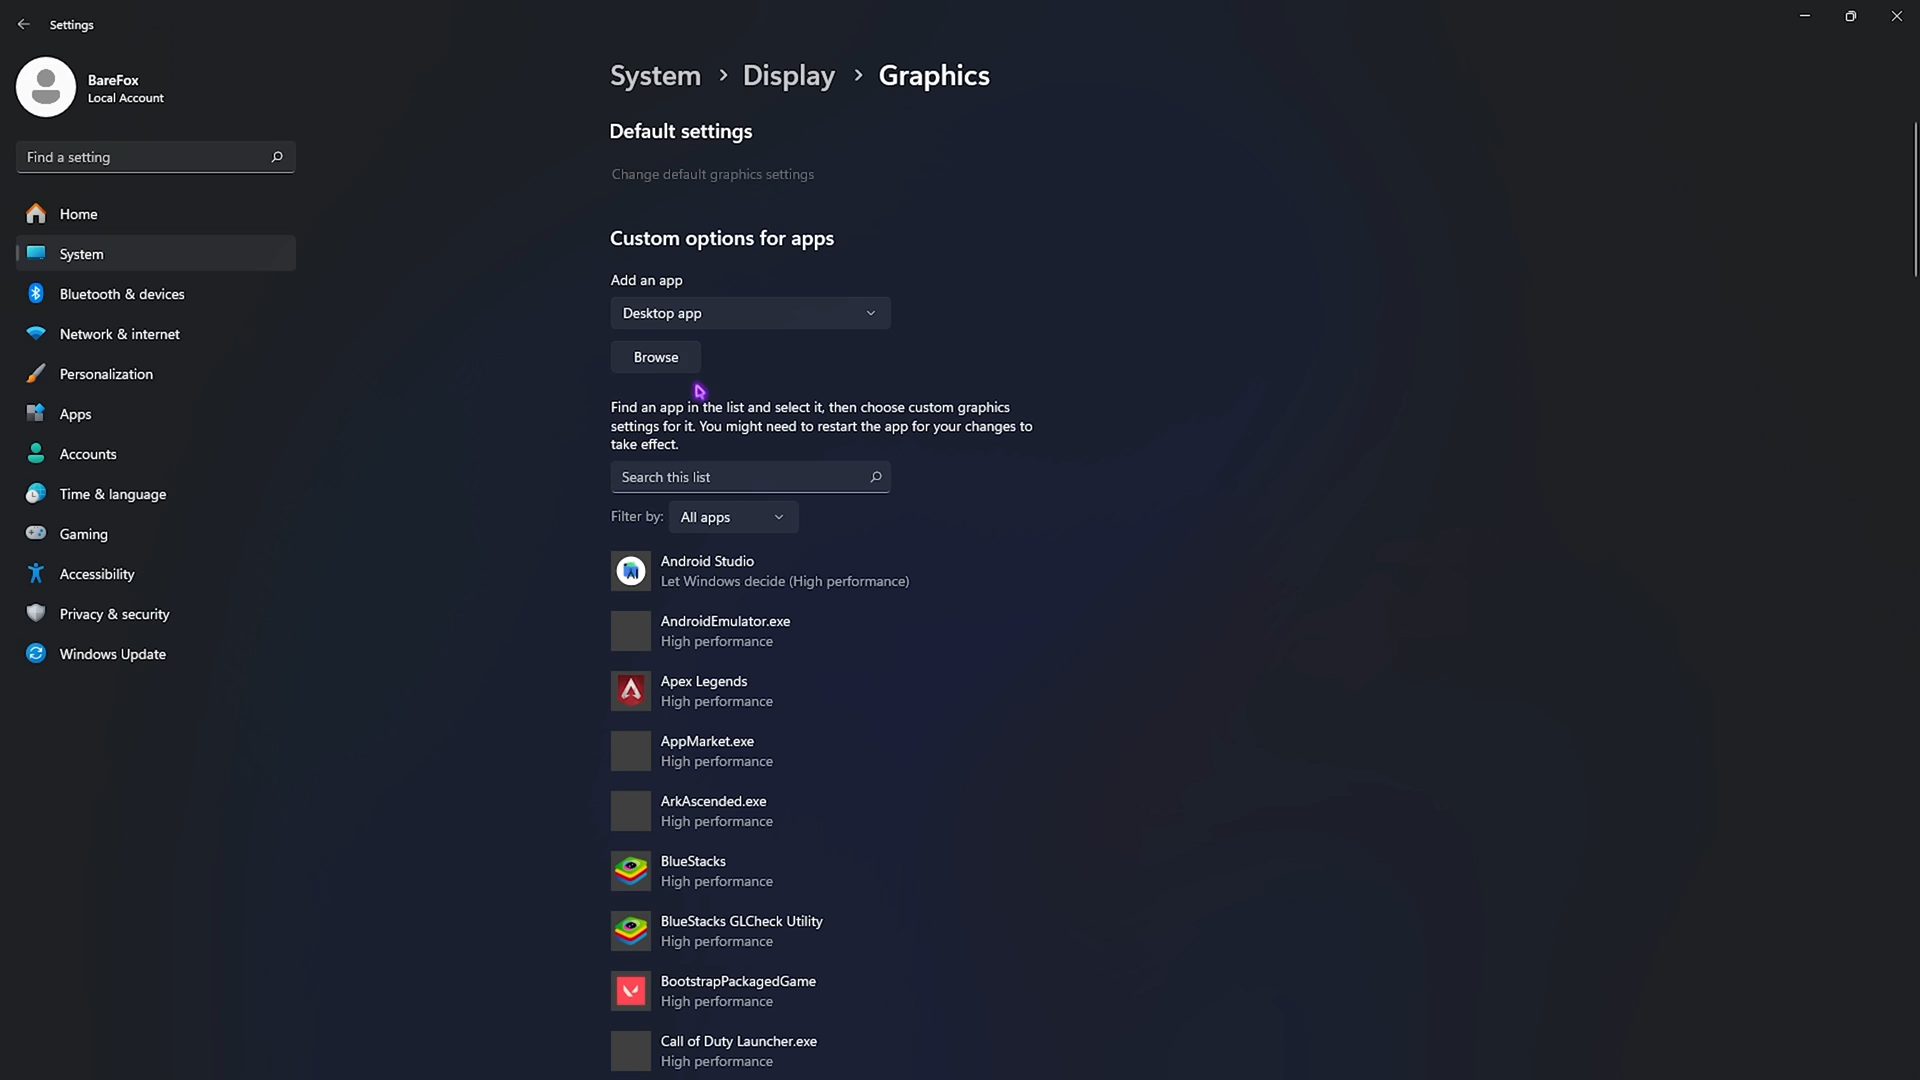 Settings
BareFox
Local Account
Find a setting
Home
System
Bluetooth & devices
Network & internet
Personalization
Apps
Accounts
Time & language
Gaming
Accessibility
Privacy & security
Windows Update
System > Display > Graphics
Default settings
Change default graphics settings
Custom options for apps
Add an app
Desktop app
Browse
Find an app in the list and select it, then choose custom graphics
settings for it. You might need to restart the app for your changes to
take effect.
Search this list
Filter by: All apps
Android Studio
Let Windows decide (High performance)
AndroidEmulator.exe
High performance
Apex Legends
High performance
AppMarket.exe
High performance
ArkAscended.exe
High performance
BlueStacks
High performance
BlueStacks GLCheck Utility
High performance
BootstrapPackagedGame
High performance
Call of Duty Launcher.exe
High performance